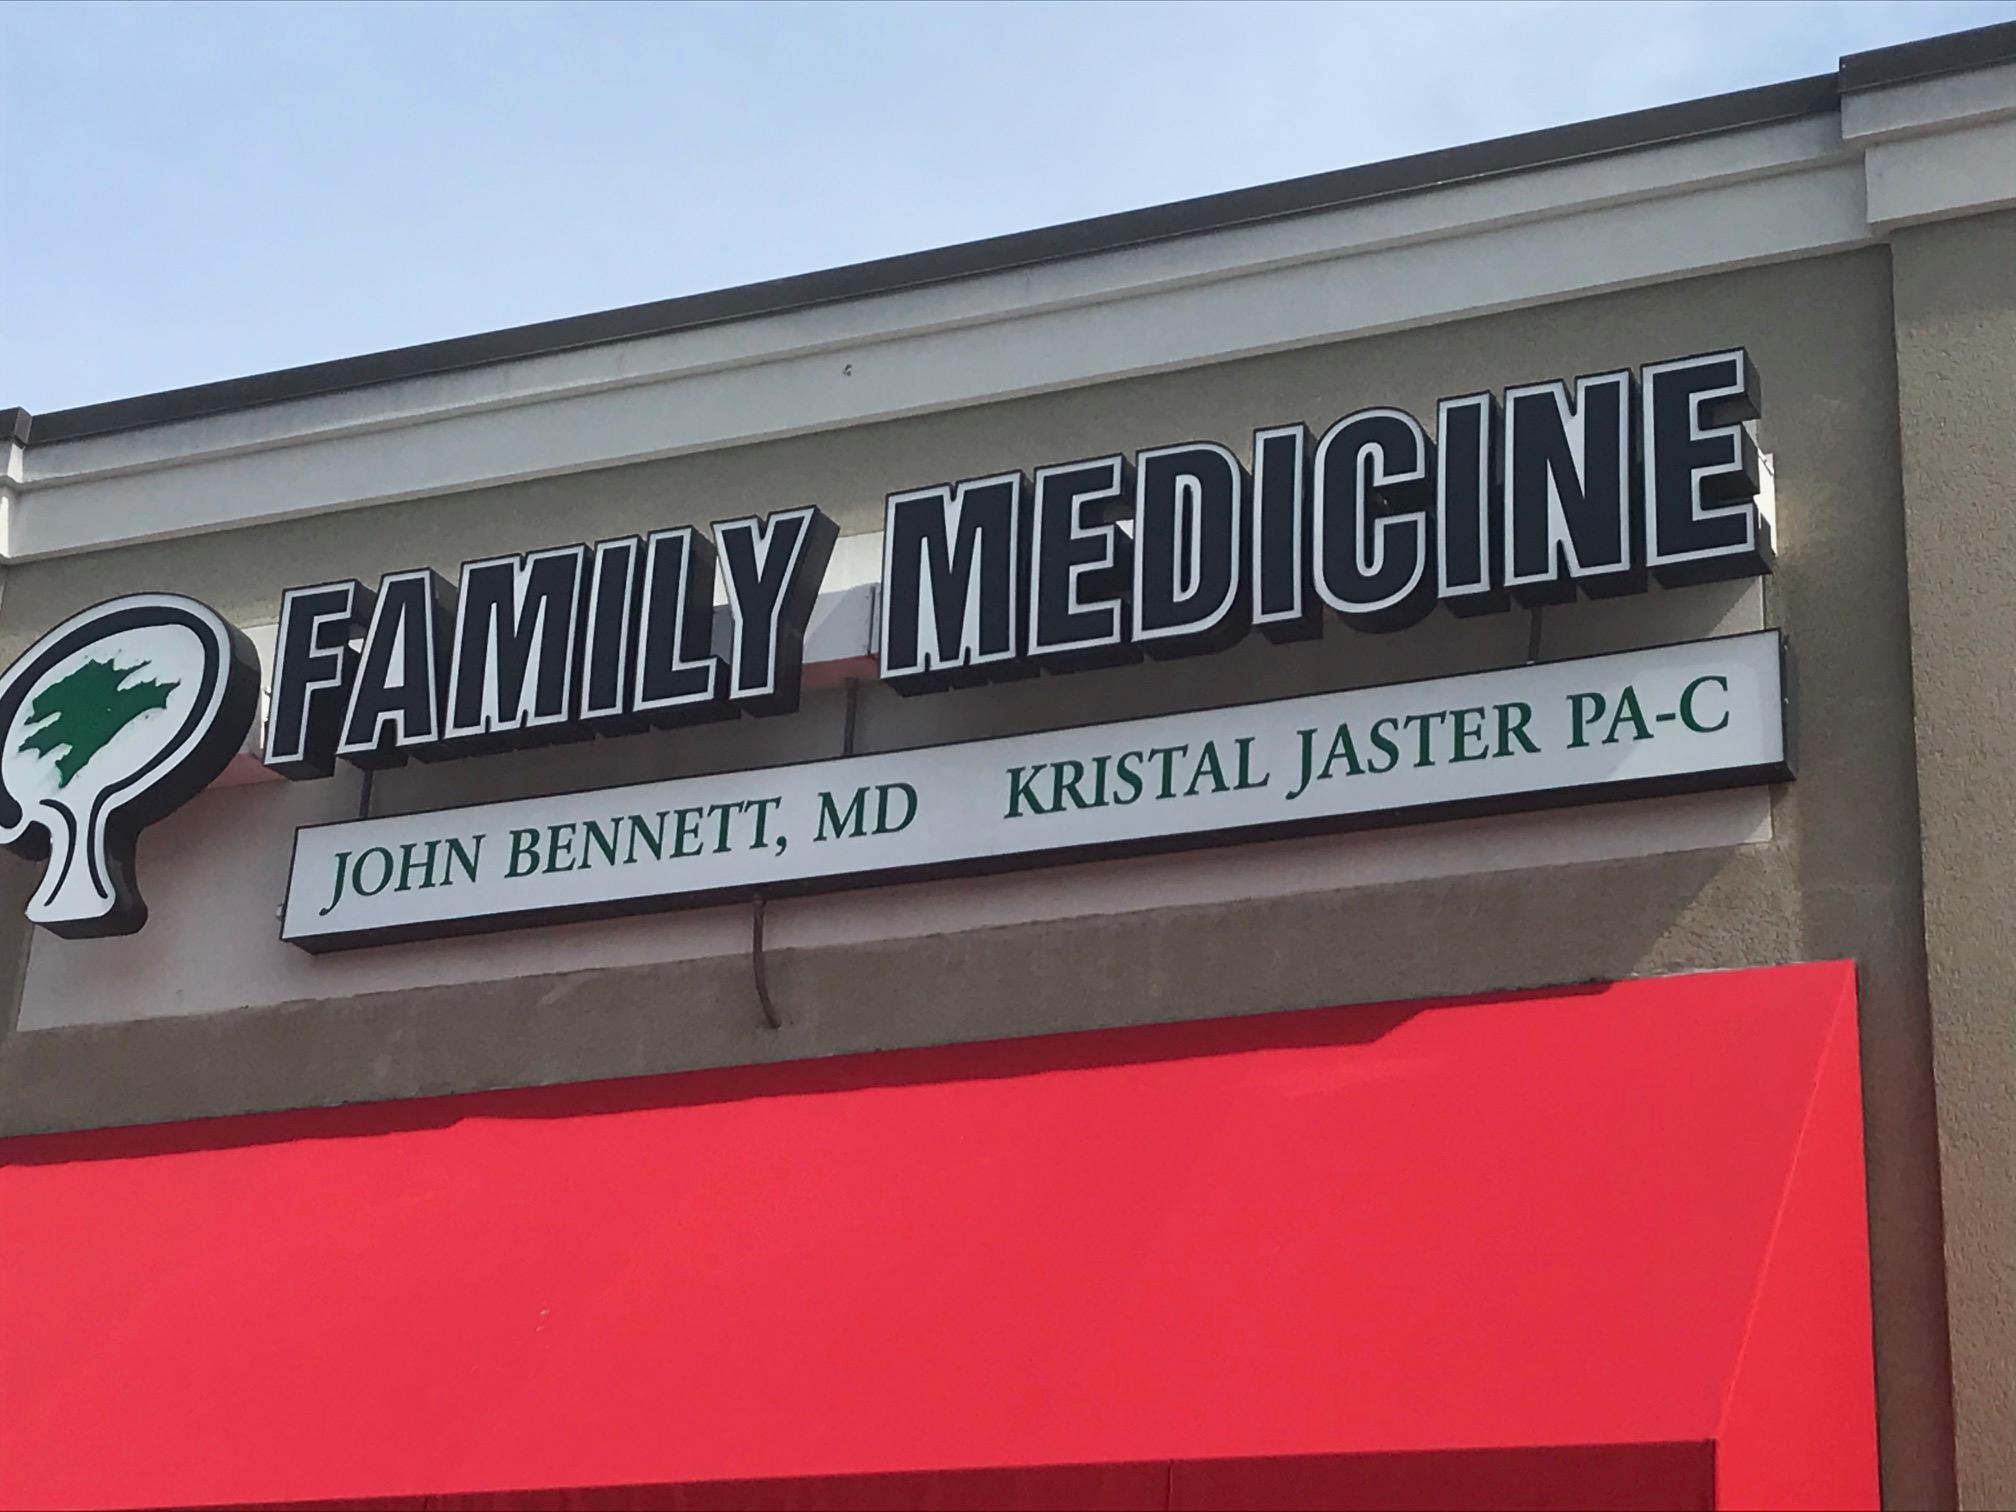 FAMILY MEDICINE
JOHN BENNETT, MD KRISTAL JASTER PA-C